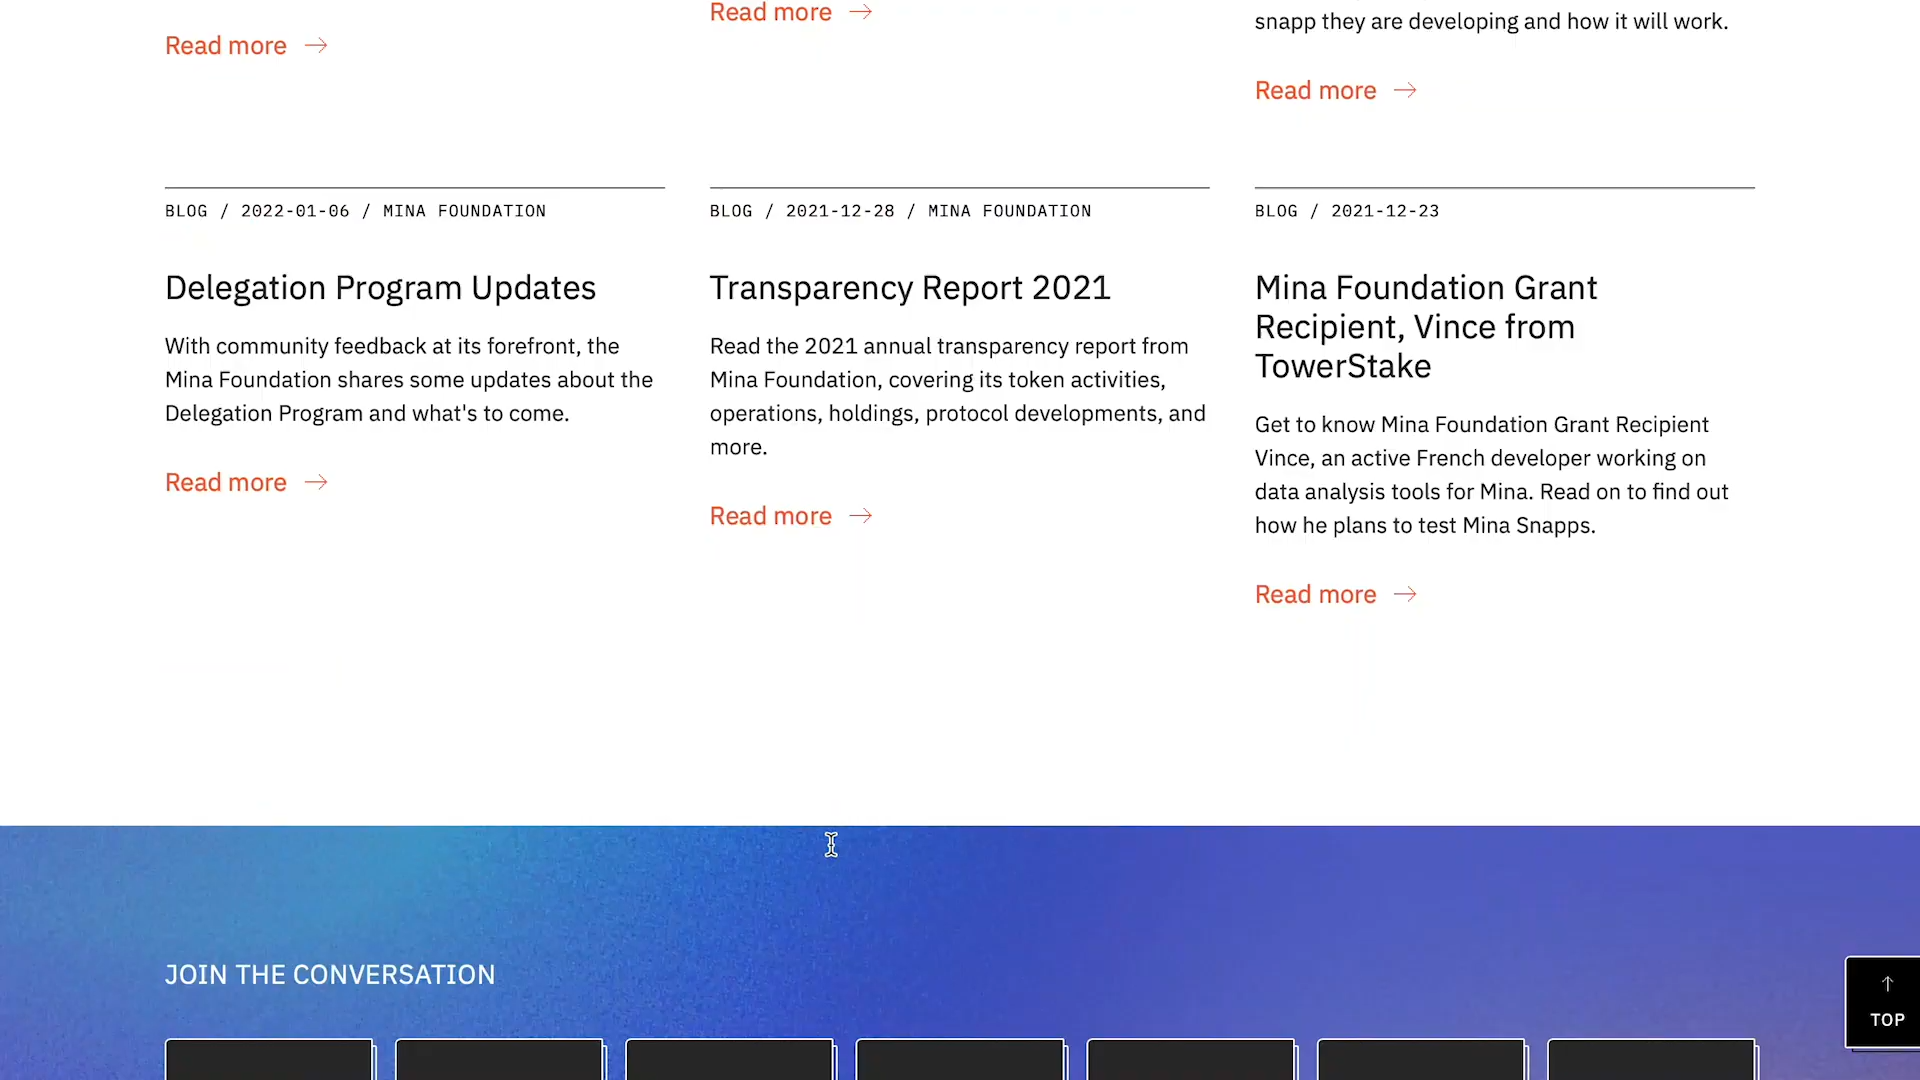 Read more
Read more
snapp they are developing and how it will work.
Read more
BLOG / 2022-01-06 / MINA FOUNDATION
Delegation Program Updates
With community feedback at its forefront, the
Mina Foundation shares some updates about the
Delegation Program and what's to come.
Read more
BLOG / 2021-12-28 / MINA FOUNDATION
Transparency Report 2021
Read the 2021 annual transparency report from
Mina Foundation, covering its token activities,
operations, holdings, protocol developments, and
more.
Read more
BLOG / 2021-12-23
Mina Foundation Grant
Recipient, Vince from
TowerStake
Get to know Mina Foundation Grant Recipient
Vince, an active French developer working on
data analysis tools for Mina. Read on to find out
how he plans to test Mina Snapps.
Read more
JOIN THE CONVERSATION
TOP